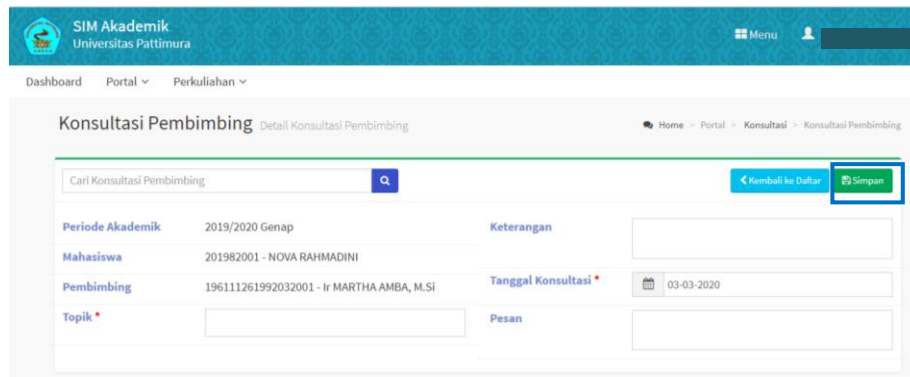 SIM Akademik
Universitas Pattimura
Menu
Dashboard Portal Perkuliahan
Konsultasi Pembimbing Detail Konsultasi Pembimbing
Home > Portal > Konsultasi > Konsultasi Pembimbing
Cari Konsultasi Pembimbing
Kembali ke Daftar Simpan
Periode Akademik 2019/2020 Genap
Mahasiswa 201982001 - NOVA RAHMADINI
Pembimbing 196111261992032001 - Ir MARTHA AMBA, M.Si
Topik *
Keterangan
Tanggal Konsultasi * 03-03-2020
Pesan